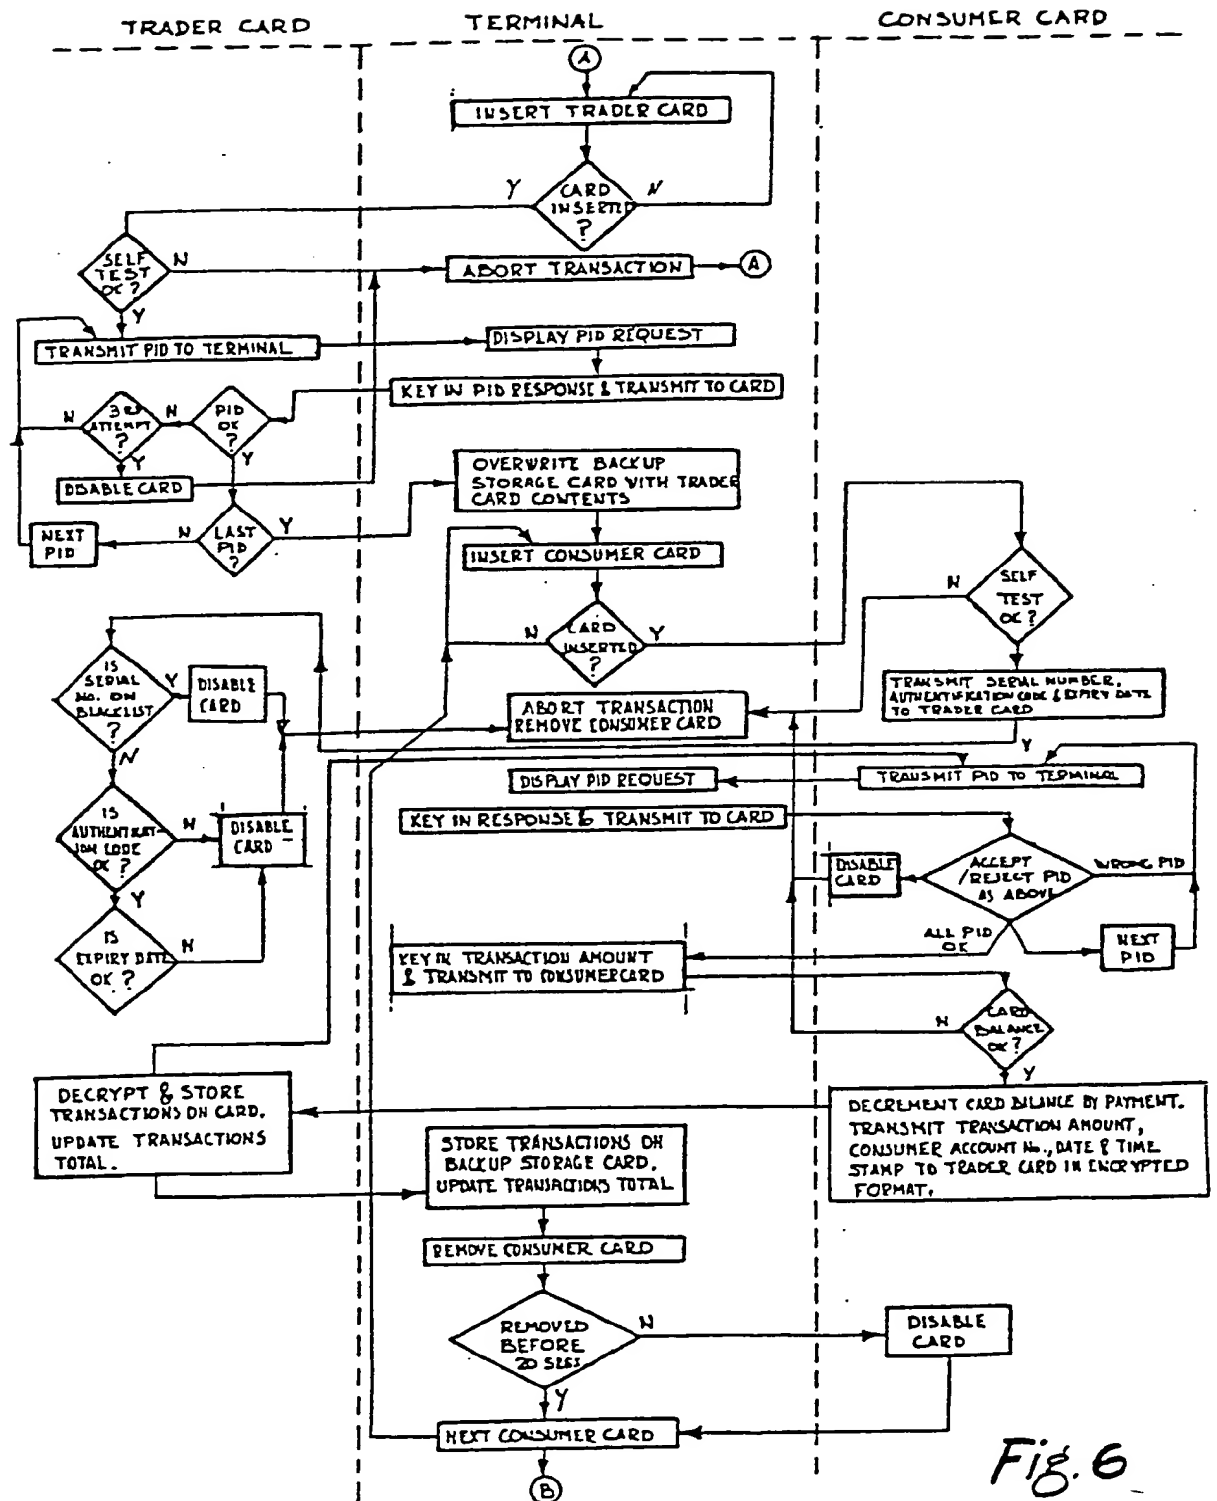 TRADER CARD
TERMINAL
CONSUMER CARD
A
INSERT TRADER CARD
CARD
INSERTED
?
Y
N
SELF
TEST
OK?
N
Y
ABORT TRANSACTION
A
TRANSMIT PID TO TERMINAL
DISPLAY PID REQUEST
KEY IN PID RESPONSE & TRANSMIT TO CARD
PID
OK
?
N
Y
3RD
ATTEMPT
?
N
Y
DISABLE CARD
LAST
PID
?
N
Y
NEXT
PID
OVERWRITE BACKUP
STORAGE CARD WITH TRADER
CARD CONTENTS
INSERT CONSUMER CARD
CARD
INSERTED
?
N
Y
SELF
TEST
OK?
N
TRANSMIT SERIAL NUMBER,
AUTHENTIFICATION CODE & EXPIRY DATE
TO TRADER CARD
Y
IS
SERIAL
NO. ON
BLACKLIST
?
Y
N
DISABLE
CARD
ABORT TRANSACTION
REMOVE CONSUMER CARD
TRANSMIT PID TO TERMINAL
DISPLAY PID REQUEST
KEY IN RESPONSE & TRANSMIT TO CARD
IS
AUTHENTICAT-
ION CODE
OK ?
N
Y
DISABLE
CARD
IS
EXPIRY DATE
OK ?
N
ACCEPT
/REJECT PID
AS ABOVE
WRONG PID
DISABLE
CARD
ALL PID
OK
NEXT
PID
KEY IN TRANSACTION AMOUNT
& TRANSMIT TO CONSUMERCARD
CARD
BALANCE
OK?
N
Y
DECRYPT & STORE
TRANSACTIONS ON CARD.
UPDATE TRANSACTIONS
TOTAL.
DECREMENT CARD BALANCE BY PAYMENT.
TRANSMIT TRANSACTION AMOUNT,
CONSUMER ACCOUNT No., DATE & TIME
STAMP TO TRADER CARD IN ENCRYPTED
FORMAT.
STORE TRANSACTIONS ON
BACKUP STORAGE CARD.
UPDATE TRANSACTIONS TOTAL
REMOVE CONSUMER CARD
REMOVED
BEFORE
20 SECS
N
Y
DISABLE
CARD
NEXT CONSUMER CARD
B
Fig. 6